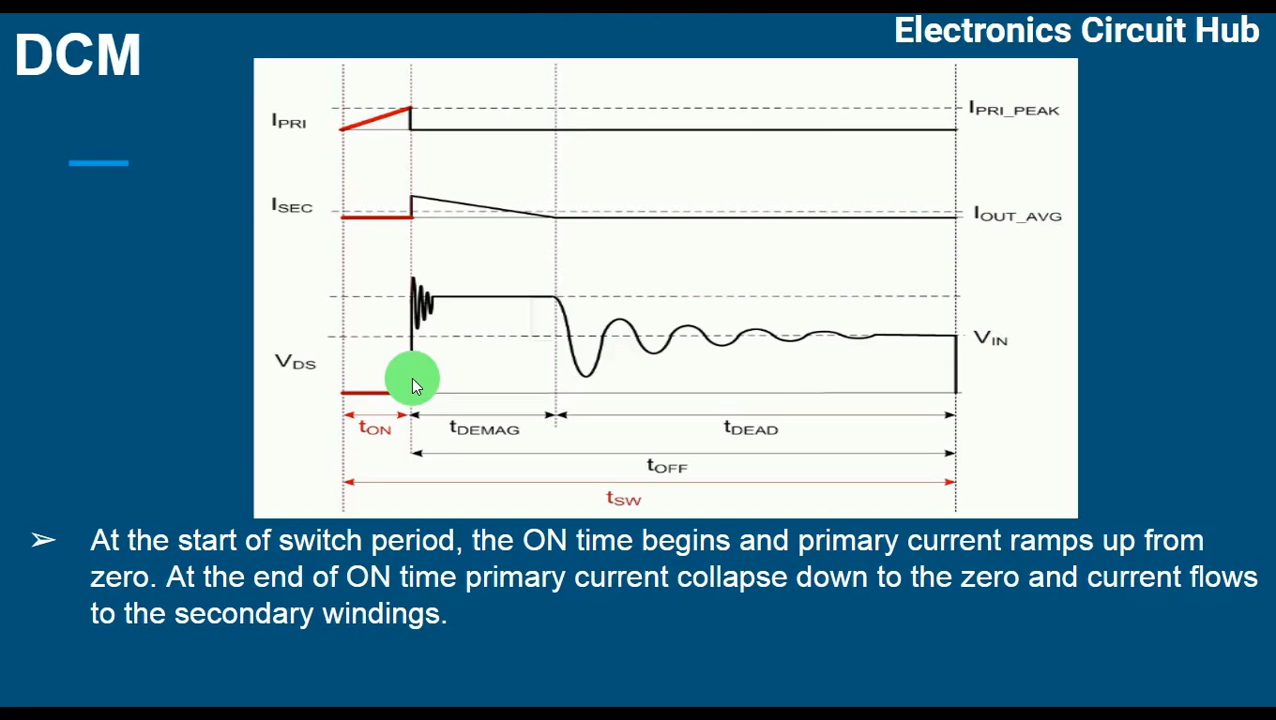 DCM
Electronics Circuit Hub
IPRI
IPRI_PEAK
ISEC
IOUT_AVG
VIN
VDS
tON
tDEMAG
tDEAD
tOFF
tSW
➢ At the start of switch period, the ON time begins and primary current ramps up from
zero. At the end of ON time primary current collapse down to the zero and current flows
to the secondary windings.